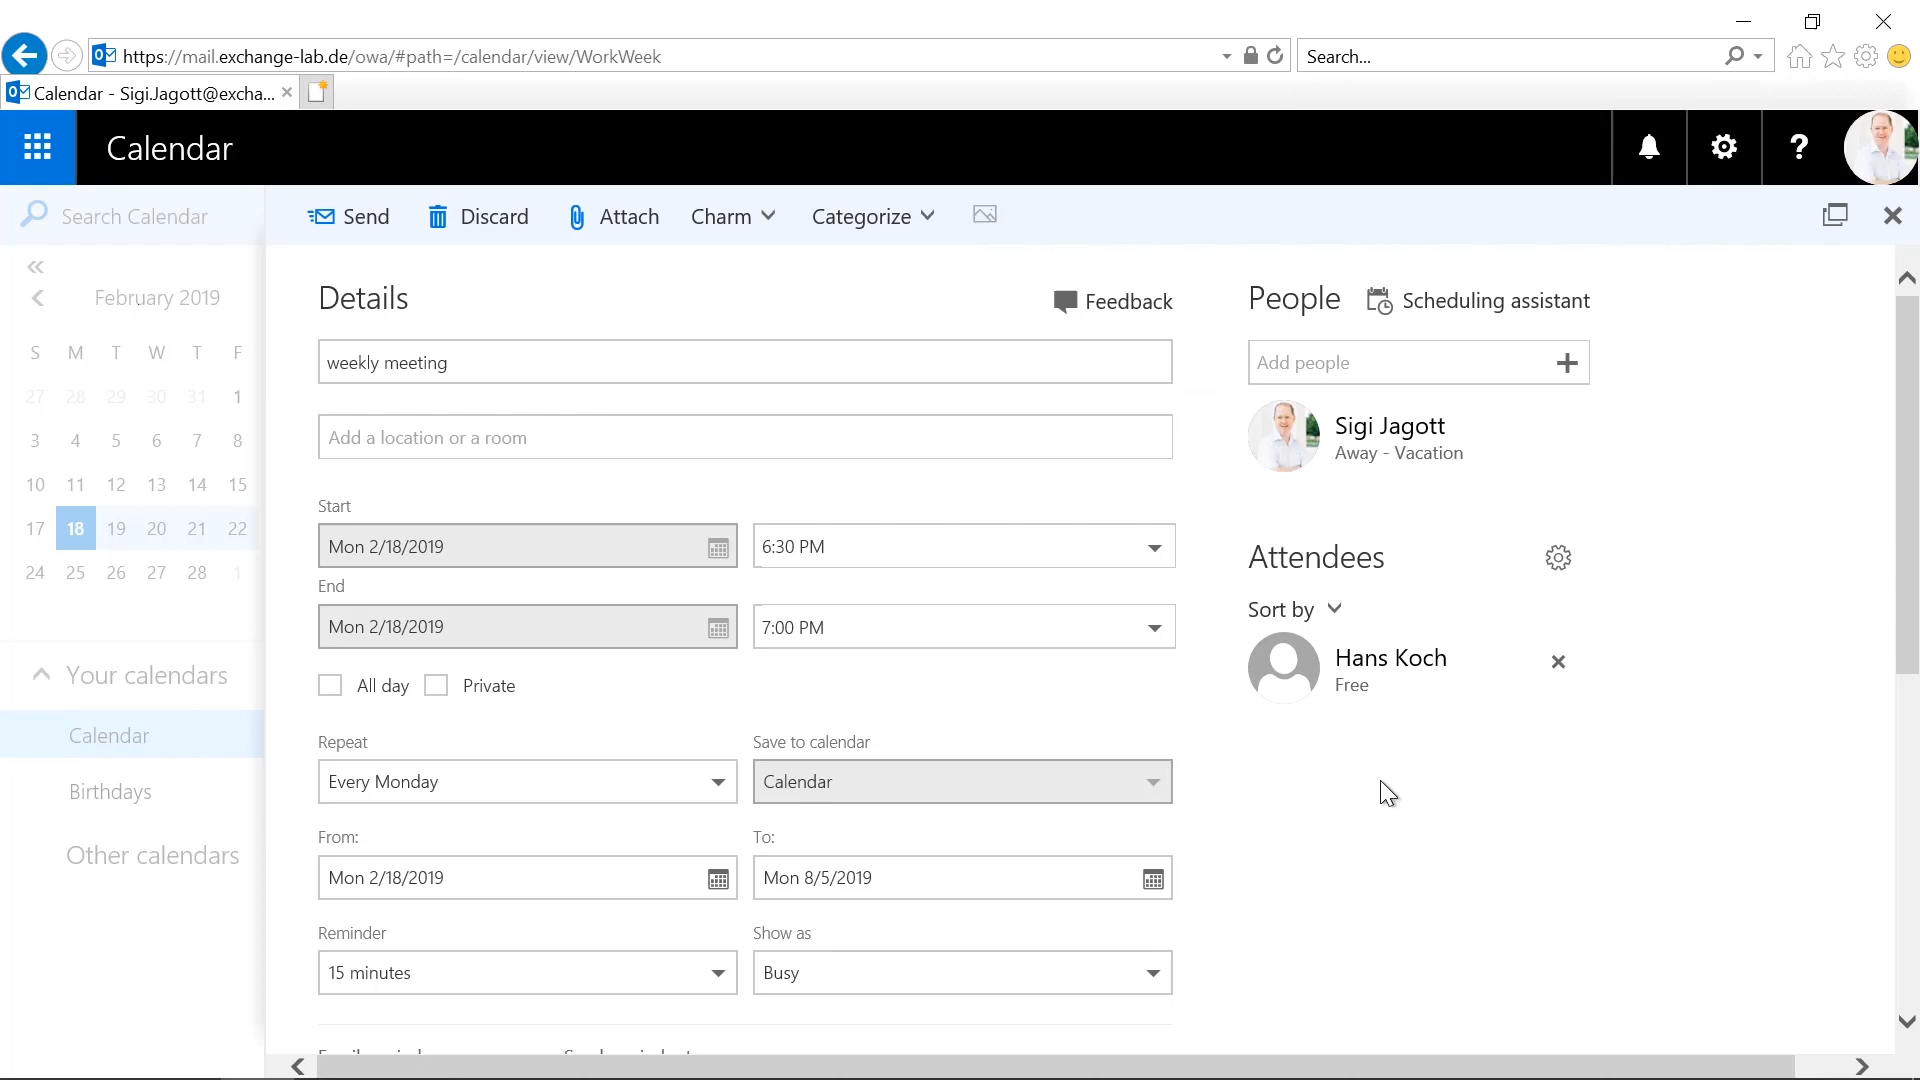 https://mail.exchange-lab.de/owa/#path=/calendar/view/WorkWeek
Search...
Calendar - Sigi.Jagott@excha...
Calendar
?
Search Calendar
Send
Discard
Attach
Charm
Categorize
February 2019
S M T W T F
27 28 29 30 31 1
3 4 5 6 7 8
10 11 12 13 14 15
17 18 19 20 21 22
24 25 26 27 28 1
Your calendars
Calendar
Birthdays
Other calendars
Details
Feedback
weekly meeting
Add a location or a room
Start
Mon 2/18/2019
6:30 PM
End
Mon 2/18/2019
7:00 PM
All day
Private
Repeat
Save to calendar
Every Monday
Calendar
From:
To:
Mon 2/18/2019
Mon 8/5/2019
Reminder
Show as
15 minutes
Busy
People
Scheduling assistant
Add people
Sigi Jagott
Away - Vacation
Attendees
Sort by
Hans Koch
Free